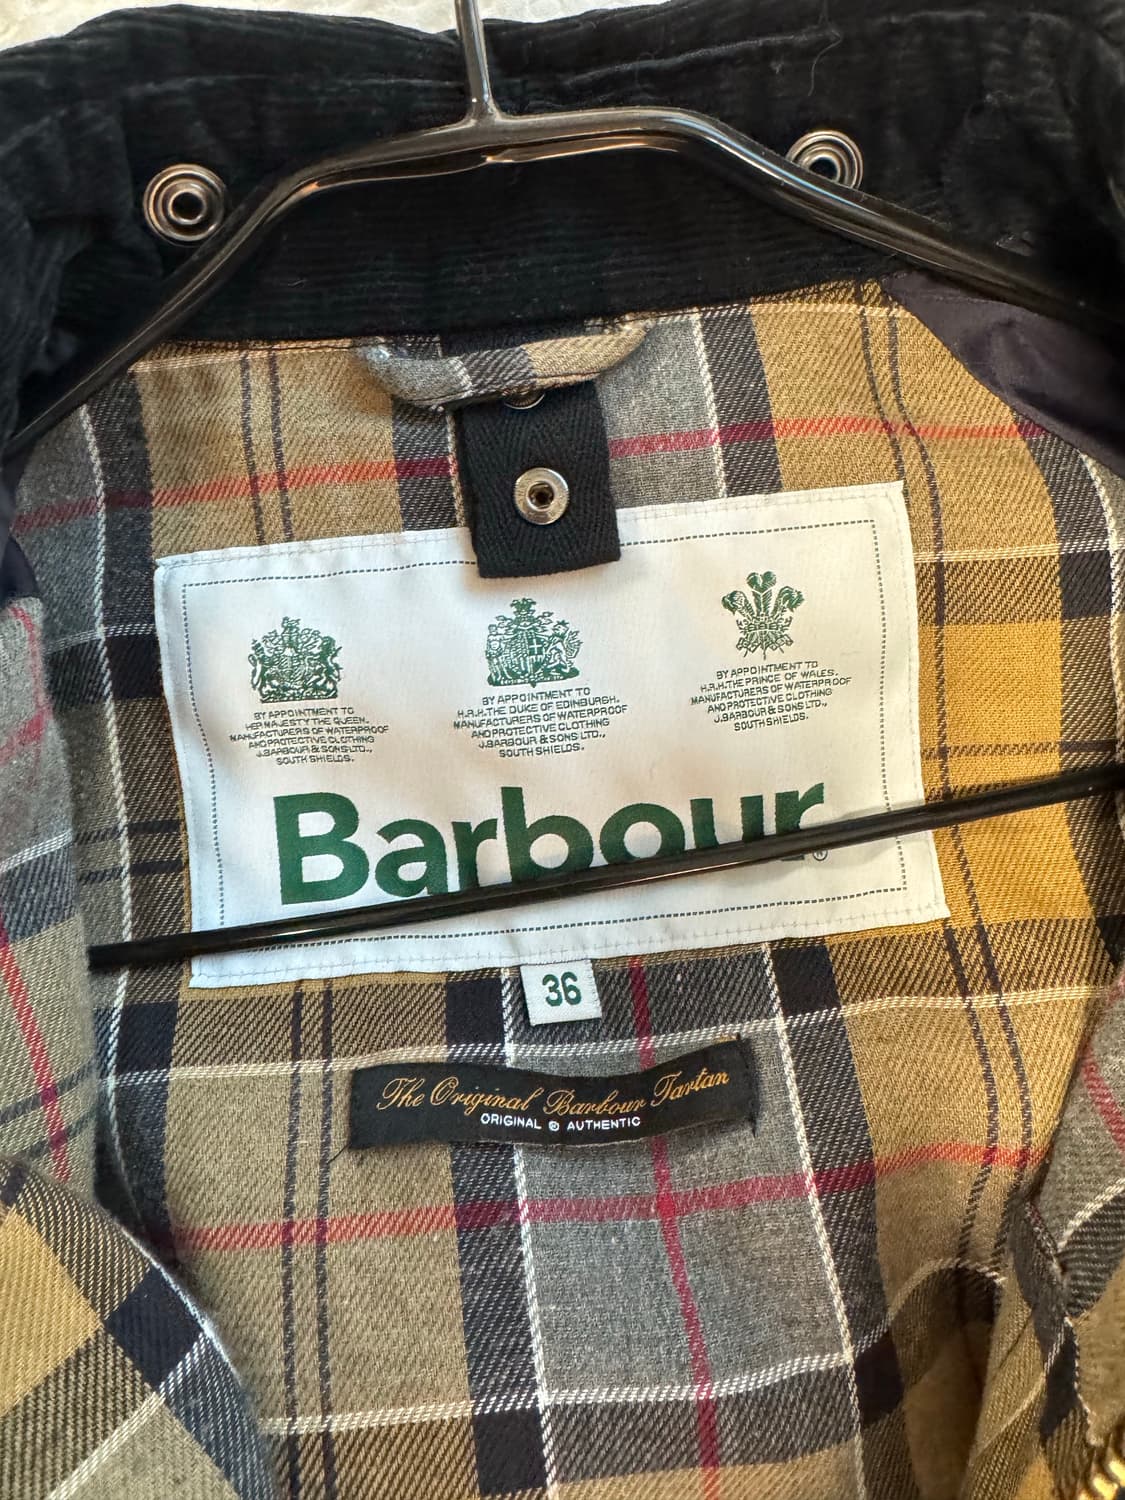 BY APPOINTMENT TO
HER MAJESTY THE QUEEN.
MANUFACTURERS OF WATERPROOF
AND PROTECTIVE CLOTHING
J.BARBOUR & SONS LTD.,
SOUTH SHIELDS.
BY APPOINTMENT TO
H.R.H.THE DUKE OF EDINBURGH.
MANUFACTURERS OF WATERPROOF
AND PROTECTIVE CLOTHING
J.BARBOUR & SONS LTD.,
SOUTH SHIELDS.
BY APPOINTMENT TO
H.R.H.THE PRINCE OF WALES.
MANUFACTURERS OF WATERPROOF
AND PROTECTIVE CLOTHING
J.BARBOUR & SONS LTD.,
SOUTH SHIELDS.
Barbour®
36
The Original Barbour Tartan
ORIGINAL ® AUTHENTIC